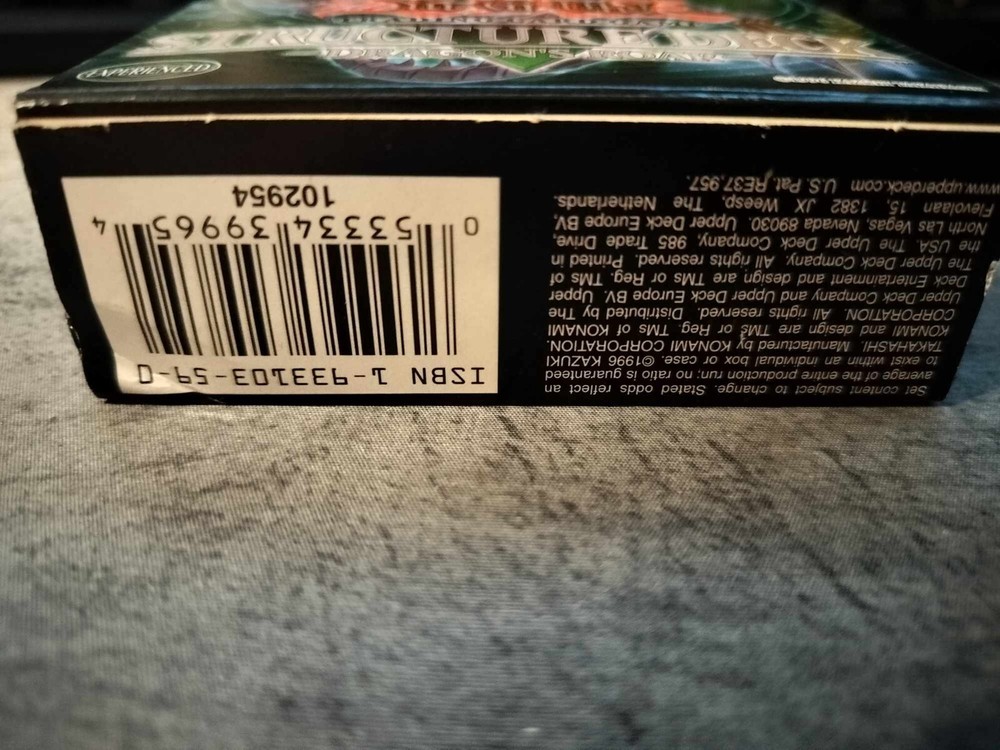 STRUCTURE DECK
DRAGON'S ROAR
EXPERIENCED
Set content subject to change. Stated odds reflect an
average of the entire production run; no ratio is guaranteed
to exist within an individual box or case. ©1996 KAZUKI
TAKAHASHI. Manufactured by KONAMI CORPORATION.
KONAMI and design are TMs or Reg. TMs of KONAMI
CORPORATION. All rights reserved. Distributed by The
Upper Deck Company and Upper Deck Europe BV. Upper
Deck Entertainment and design are TMs or Reg. TMs of
The Upper Deck Company. All rights reserved. Printed in
the USA. The Upper Deck Company, 985 Trade Drive,
North Las Vegas, Nevada 89030. Upper Deck Europe BV,
Flevolaan 15, 1382 JX Weesp, The Netherlands.
www.upperdeck.com U.S. Pat. RE37,957.
ISBN 1-933103-59-0
0 53334 39965 4
102954